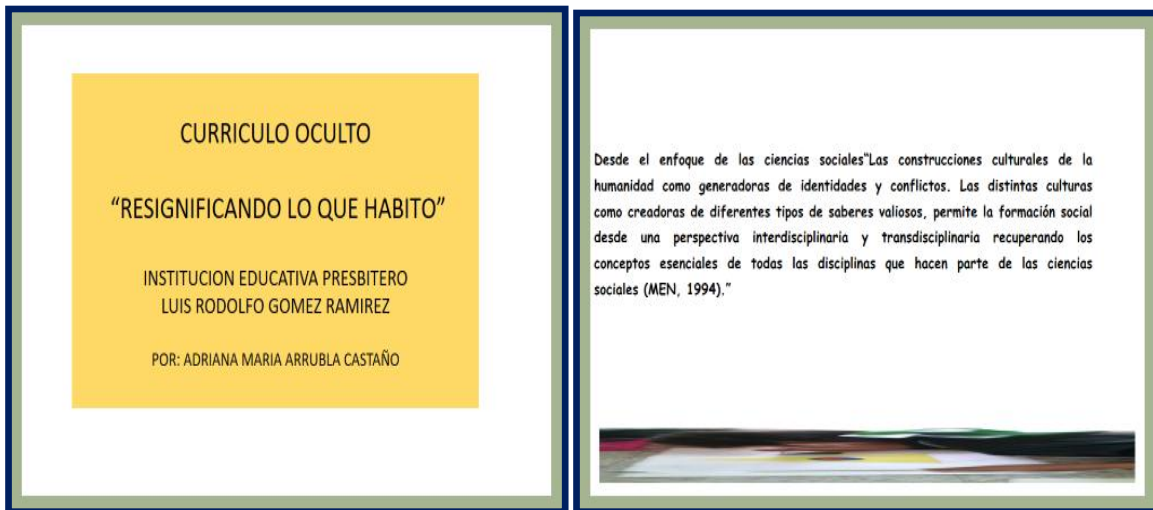 CURRICULO OCULTO
“RESIGNIFICANDO LO QUE HABITO”
INSTITUCION EDUCATIVA PRESBITERO
LUIS RODOLFO GOMEZ RAMIREZ
POR: ADRIANA MARIA ARRUBLA CASTAÑO
Desde el enfoque de las ciencias sociales“Las construcciones culturales de la
humanidad como generadoras de identidades y conflictos. Las distintas culturas
como creadoras de diferentes tipos de saberes valiosos, permite la formación social
desde una perspectiva interdisciplinaria y transdisciplinaria recuperando los
conceptos esenciales de todas las disciplinas que hacen parte de las ciencias
sociales (MEN, 1994).”